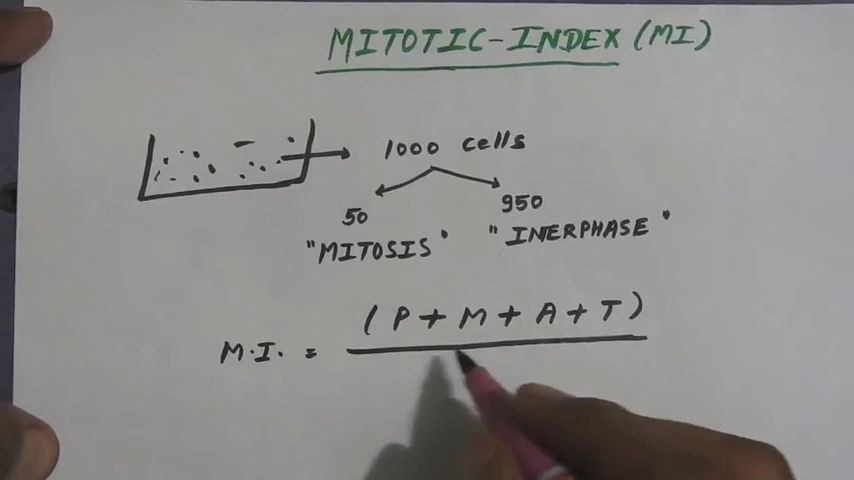 MITOTIC-INDEX (MI)
1000 cells
50 950
"MITOSIS" "INERPHASE"
(P + M + A + T)
M.I. =